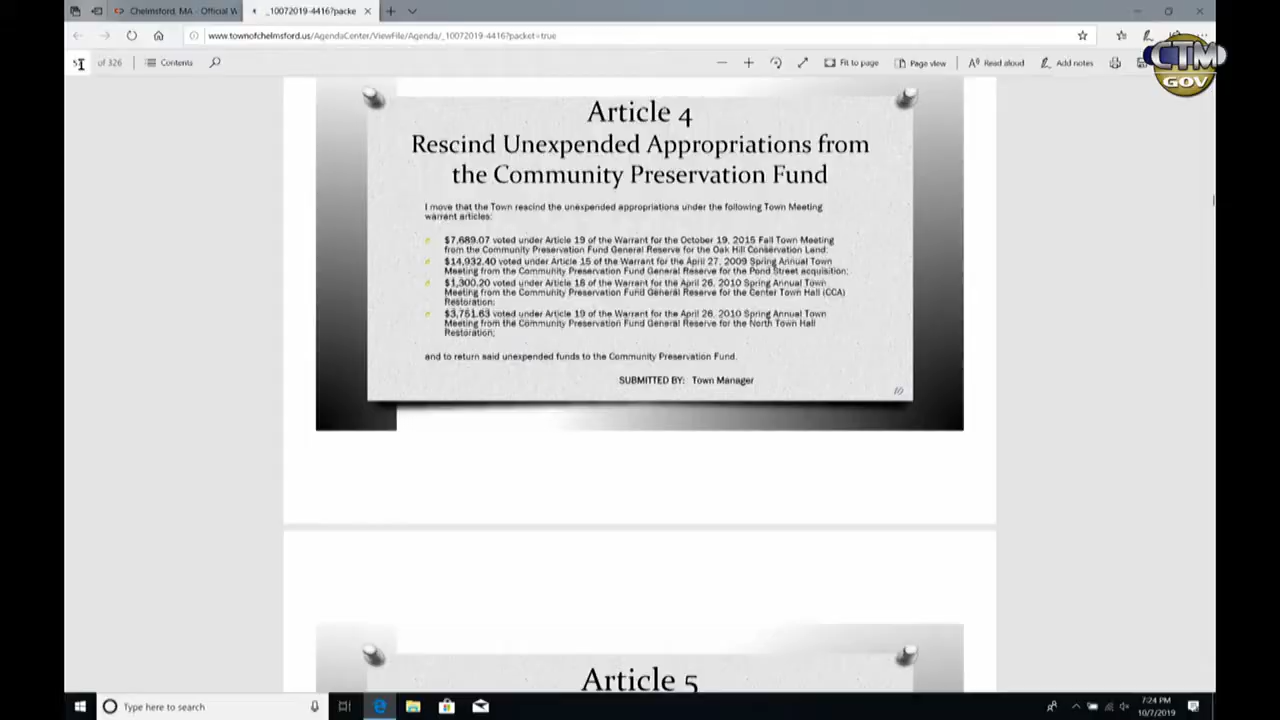 Chelmsford, MA - Official W
_10072019-4416?packe
www.townofchelmsford.us/AgendaCenter/ViewFile/Agenda/_10072019-4416?packet=true
of 326
Contents
Fit to page
Page view
Read aloud
Add notes
CTM
GOV
Article 4
Rescind Unexpended Appropriations from
the Community Preservation Fund
I move that the Town rescind the unexpended appropriations under the following Town Meeting
warrant articles:
$7,689.07 voted under Article 19 of the Warrant for the October 19, 2015 Fall Town Meeting
from the Community Preservation Fund General Reserve for the Oak Hill Conservation Land;
$14,932.40 voted under Article 15 of the Warrant for the April 27, 2009 Spring Annual Town
Meeting from the Community Preservation Fund General Reserve for the Pond Street acquisition;
$1,300.20 voted under Article 18 of the Warrant for the April 26, 2010 Spring Annual Town
Meeting from the Community Preservation Fund General Reserve for the Center Town Hall (CCA)
Restoration;
$3,751.63 voted under Article 19 of the Warrant for the April 26, 2010 Spring Annual Town
Meeting from the Community Preservation Fund General Reserve for the North Town Hall
Restoration;
and to return said unexpended funds to the Community Preservation Fund.
SUBMITTED BY: Town Manager
10
Article 5
Type here to search
7:24 PM
10/7/2019